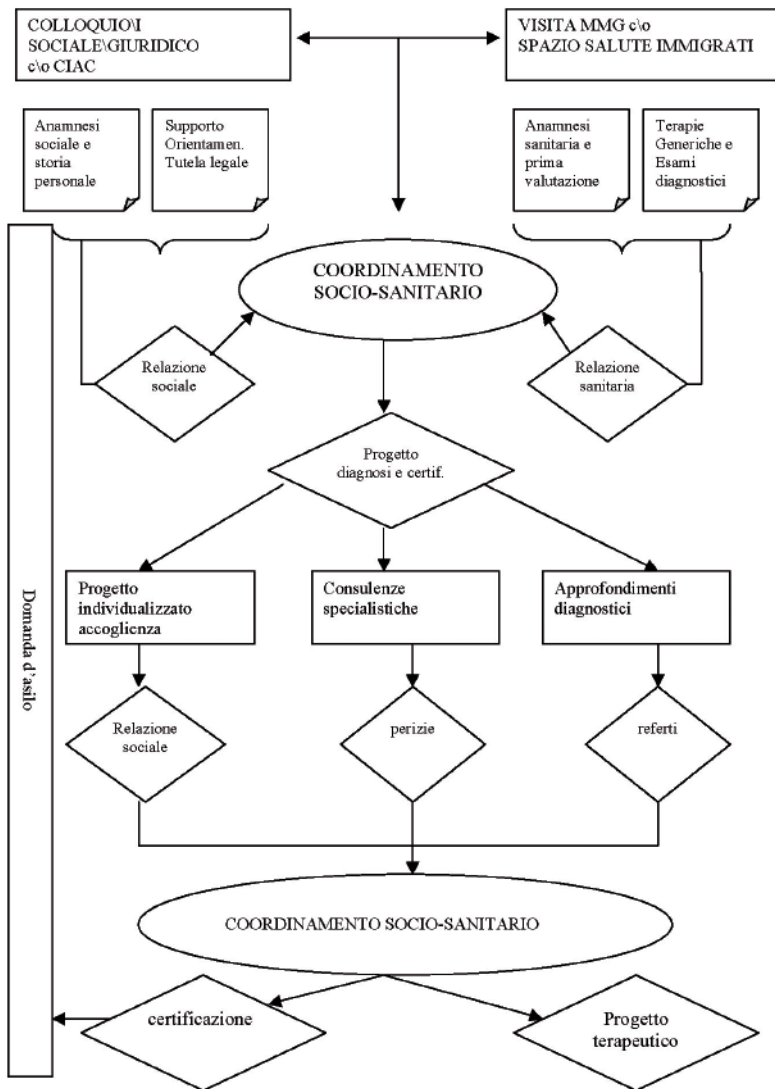 COLLOQUIO\I
SOCIALE\GIURIDICO
c\o CIAC
VISITA MMG c\o
SPAZIO SALUTE IMMIGRATI
Anamnesi
sociale e
storia
personale
Supporto
Orientamen.
Tutela legale
Anamnesi
sanitaria e
prima
valutazione
Terapie
Generiche e
Esami
diagnostici
COORDINAMENTO
SOCIO-SANITARIO
Relazione
sociale
Relazione
sanitaria
Progetto
diagnosi e certif.
Domanda d'asilo
Progetto
individualizzato
accoglienza
Consulenze
specialistiche
Approfondimenti
diagnostici
Relazione
sociale
perizie
referti
COORDINAMENTO SOCIO-SANITARIO
certificazione
Progetto
terapeutico